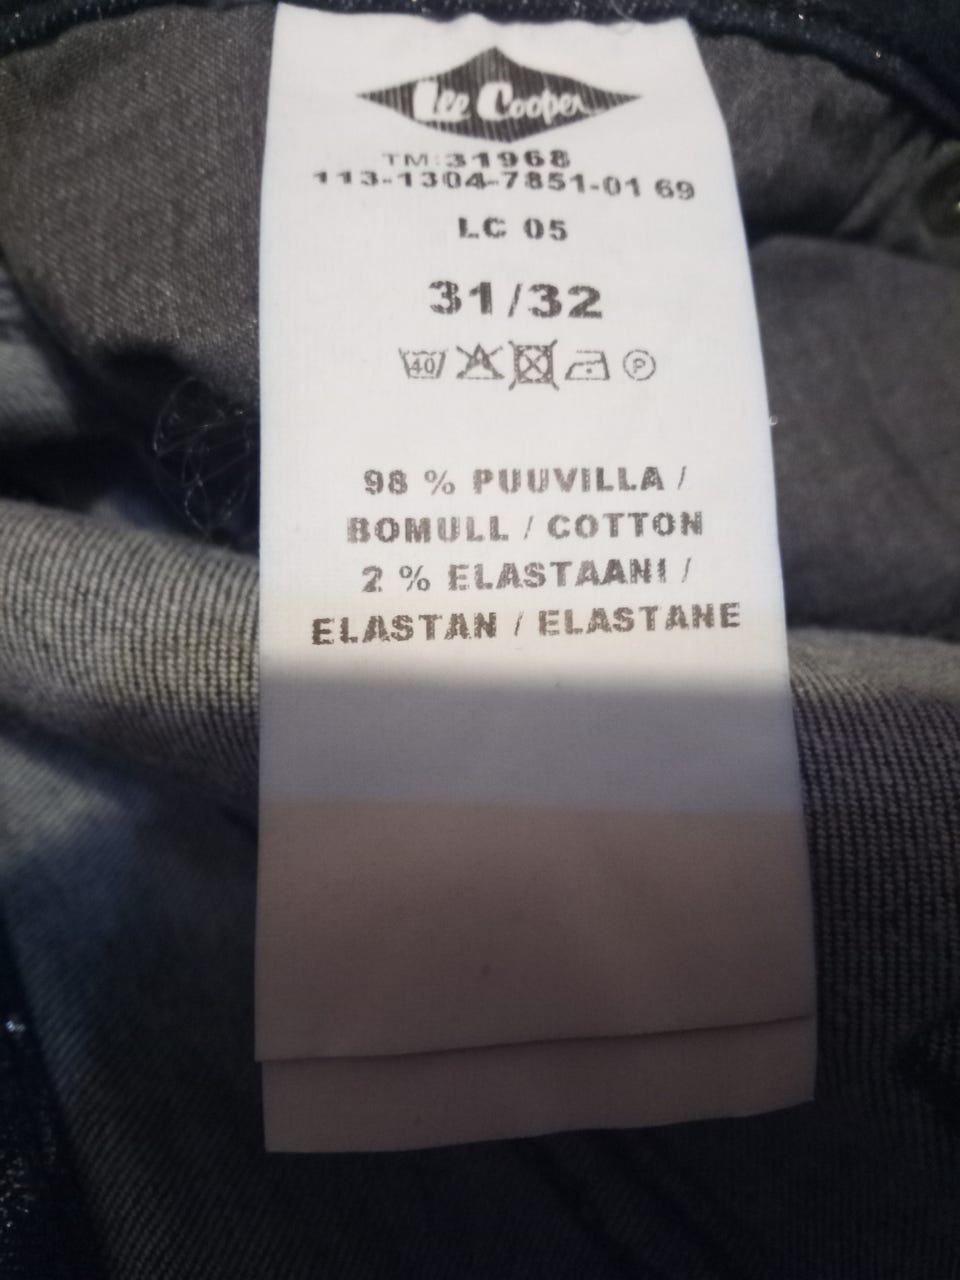 Lee Cooper
TM:31968
113-1304-7851-01 69
LC 05
31/32
40 P
98 % PUUVILLA /
BOMULL / COTTON
2 % ELASTAANI /
ELASTAN / ELASTANE